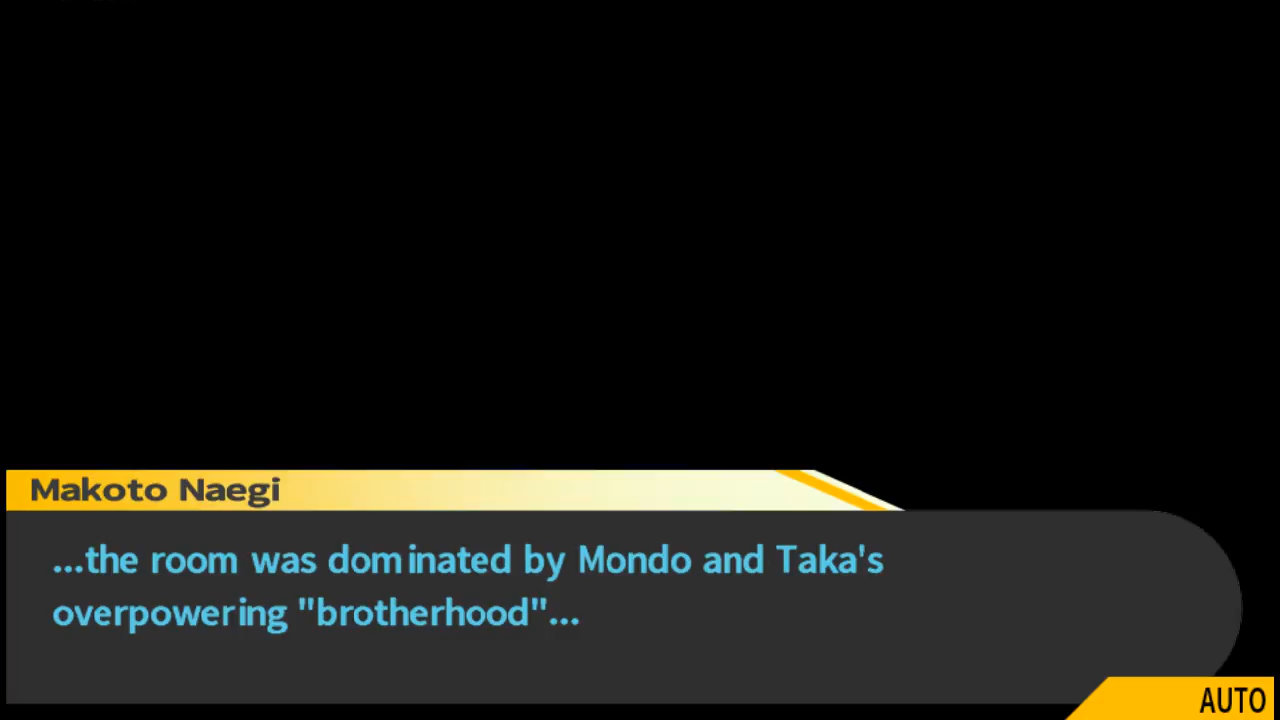 Makoto Naegi
...the room was dominated by Mondo and Taka's
overpowering "brotherhood"...
AUTO